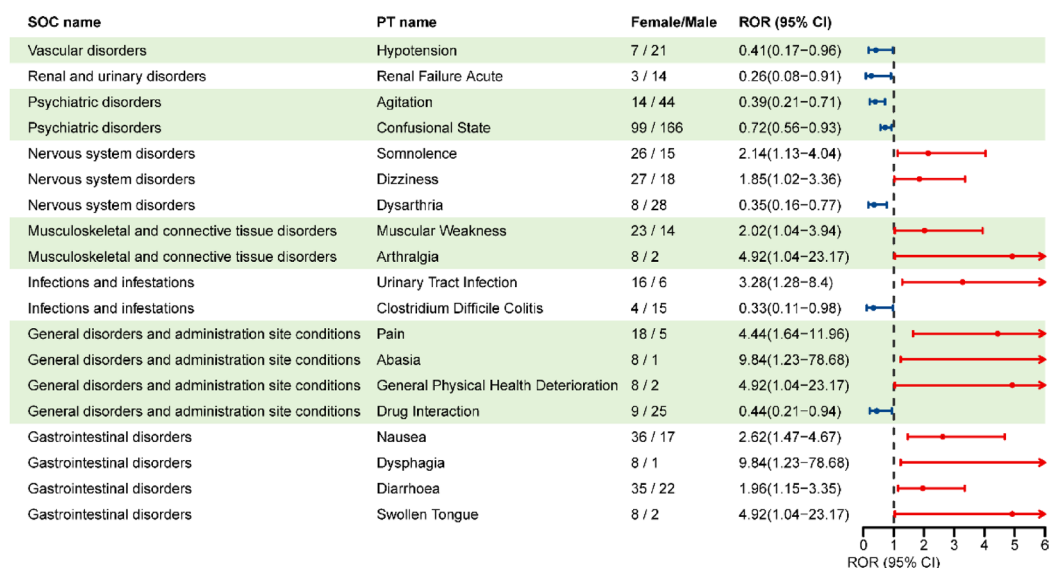 SOC name PT name Female/Male ROR (95% CI)
Vascular disorders Hypotension 7 / 21 0.41(0.17−0.96)
Renal and urinary disorders Renal Failure Acute 3 / 14 0.26(0.08−0.91)
Psychiatric disorders Agitation 14 / 44 0.39(0.21−0.71)
Psychiatric disorders Confusional State 99 / 166 0.72(0.56−0.93)
Nervous system disorders Somnolence 26 / 15 2.14(1.13−4.04)
Nervous system disorders Dizziness 27 / 18 1.85(1.02−3.36)
Nervous system disorders Dysarthria 8 / 28 0.35(0.16−0.77)
Musculoskeletal and connective tissue disorders Muscular Weakness 23 / 14 2.02(1.04−3.94)
Musculoskeletal and connective tissue disorders Arthralgia 8 / 2 4.92(1.04−23.17)
Infections and infestations Urinary Tract Infection 16 / 6 3.28(1.28−8.4)
Infections and infestations Clostridium Difficile Colitis 4 / 15 0.33(0.11−0.98)
General disorders and administration site conditions Pain 18 / 5 4.44(1.64−11.96)
General disorders and administration site conditions Abasia 8 / 1 9.84(1.23−78.68)
General disorders and administration site conditions General Physical Health Deterioration 8 / 2 4.92(1.04−23.17)
General disorders and administration site conditions Drug Interaction 9 / 25 0.44(0.21−0.94)
Gastrointestinal disorders Nausea 36 / 17 2.62(1.47−4.67)
Gastrointestinal disorders Dysphagia 8 / 1 9.84(1.23−78.68)
Gastrointestinal disorders Diarrhoea 35 / 22 1.96(1.15−3.35)
Gastrointestinal disorders Swollen Tongue 8 / 2 4.92(1.04−23.17)
0 1 2 3 4 5 6
ROR (95% CI)